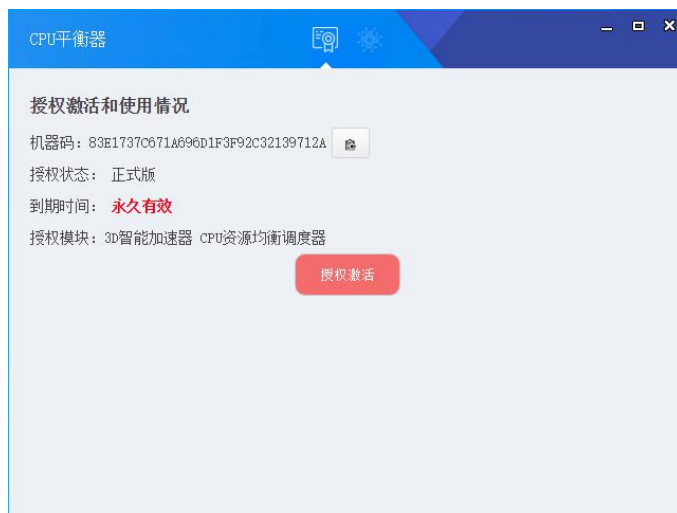 CPU平衡器
授权激活和使用情况
机器码：83E1737C671A696D1F3F92C32139712A
授权状态： 正式版
到期时间： 永久有效
授权模块：3D智能加速器 CPU资源均衡调度器
授权激活